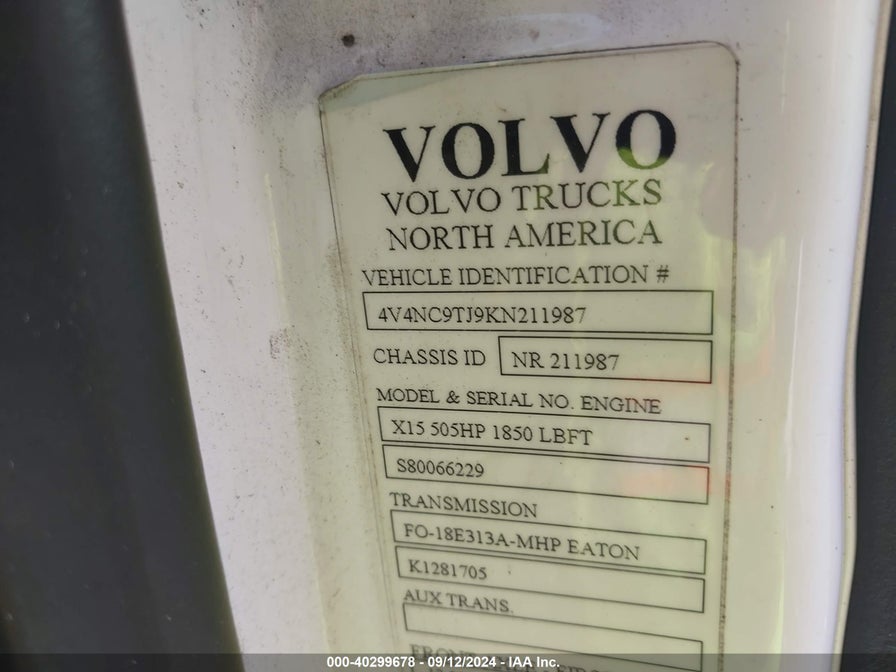 VOLVO
VOLVO TRUCKS
NORTH AMERICA
VEHICLE IDENTIFICATION #
4V4NC9TJ9KN211987
CHASSIS ID NR 211987
MODEL & SERIAL NO. ENGINE
X15 505HP 1850 LBFT
S80066229
TRANSMISSION
FO-18E313A-MHP EATON
K1281705
AUX TRANS.
000-40299678 - 09/12/2024 - IAA Inc.